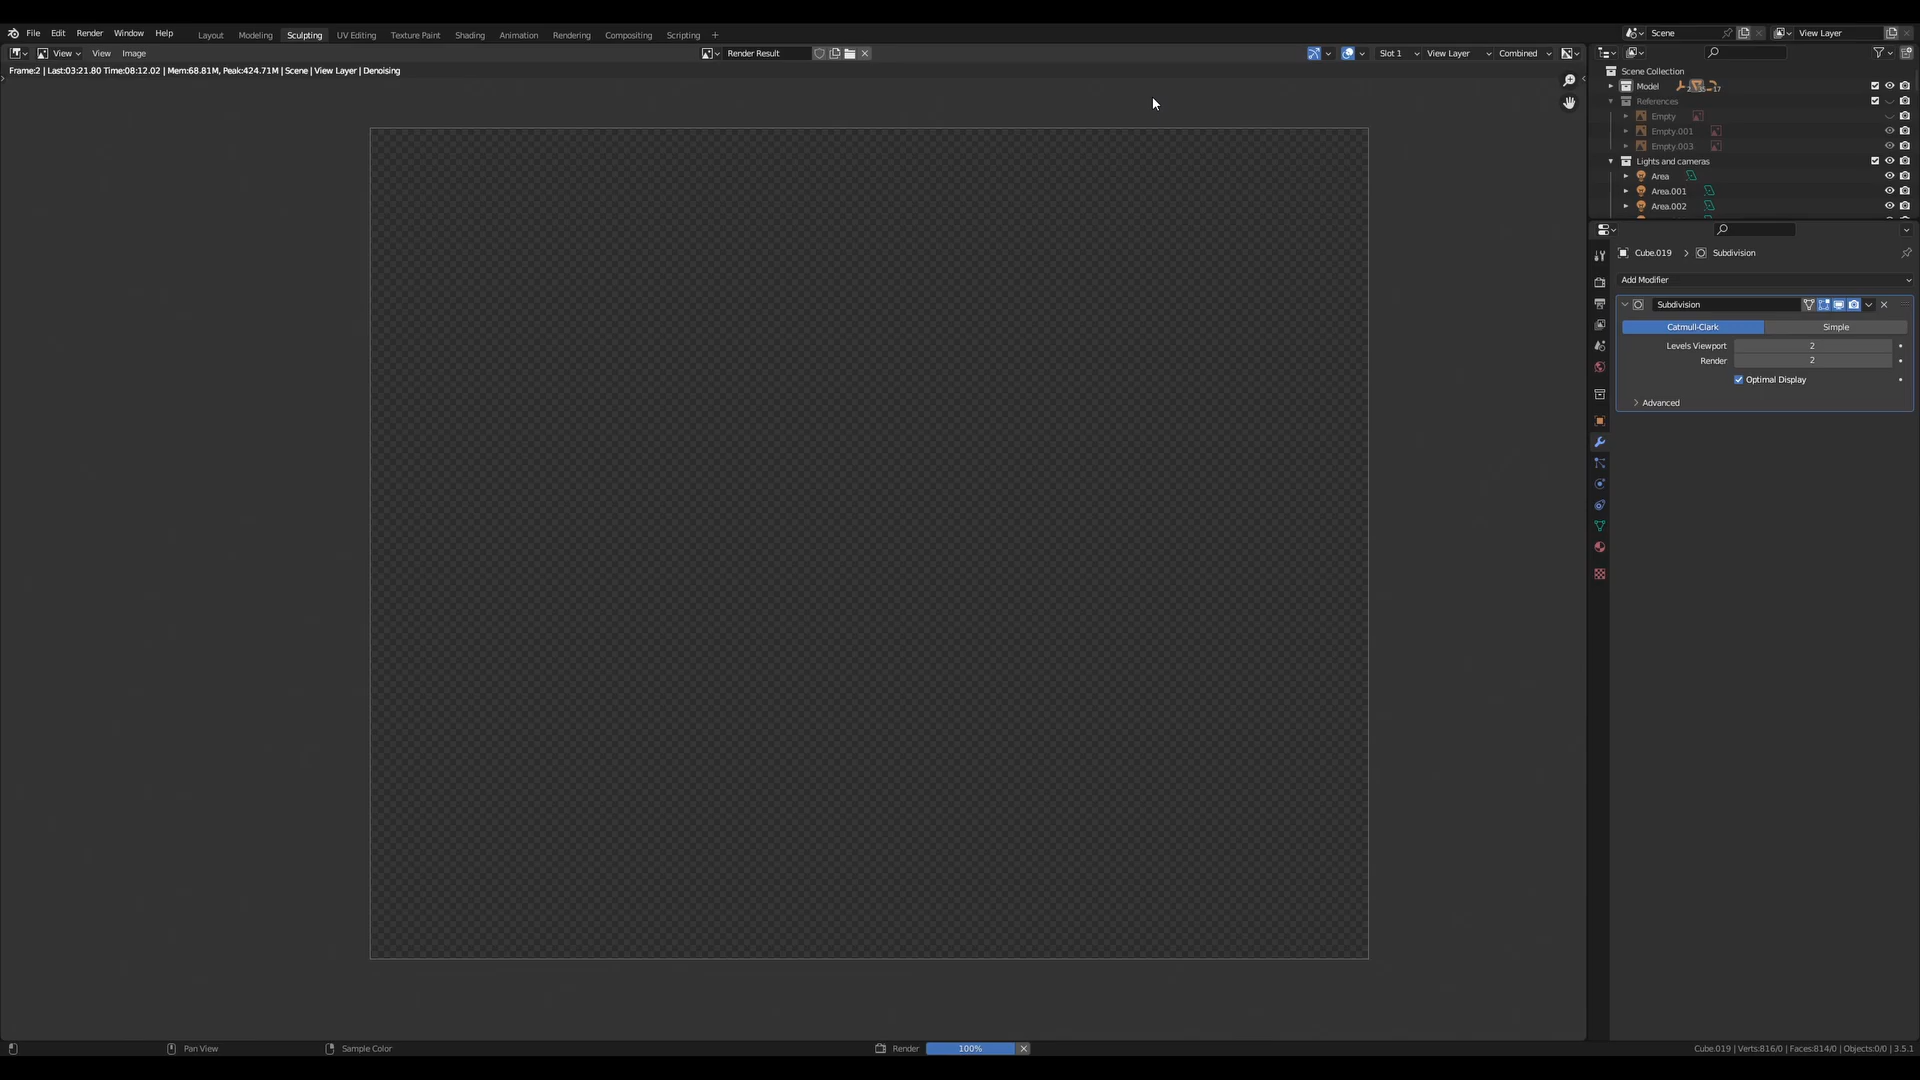 File Edit Render Window Help Layout Modeling Sculpting UV Editing Texture Paint Shading Animation Rendering Compositing Scripting + Scene View Layer
View View Image Render Result Slot 1 View Layer Combined
Frame:2 | Last:03:21.80 Time:08:12.02 | Mem:68.81M, Peak:424.71M | Scene | View Layer | Denoising
Scene Collection
Model
References
Empty
Empty.001
Empty.003
Lights and cameras
Area
Area.001
Area.002
Cube.019 > Subdivision
Add Modifier
Subdivision
Catmull-Clark Simple
Levels Viewport 2
Render 2
Optimal Display
Advanced
Pan View Sample Color Render 100% Cube.019 | Verts:816/0 | Faces:814/0 | Objects:0/0 | 3.5.1